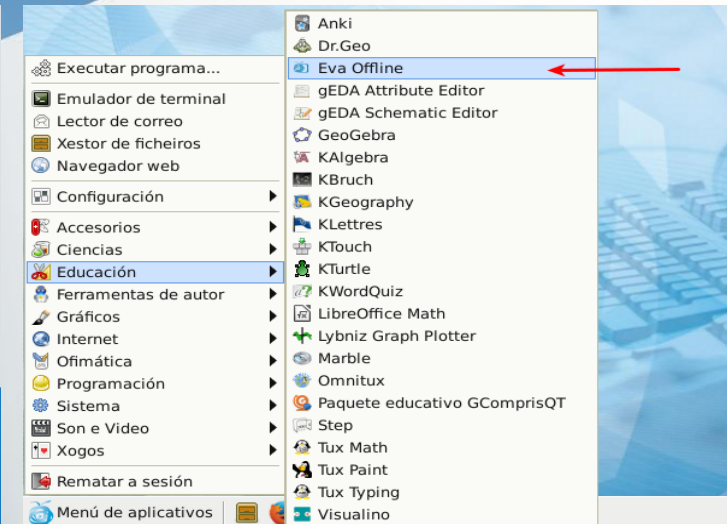 Executar programa...
Emulador de terminal
Lector de correo
Xestor de ficheiros
Navegador web
Configuración
Accesorios
Ciencias
Educación
Ferramentas de autor
Gráficos
Internet
Ofimática
Programación
Sistema
Son e Video
Xogos
Rematar a sesión
Menú de aplicativos
Anki
Dr.Geo
Eva Offline
gEDA Attribute Editor
gEDA Schematic Editor
GeoGebra
KAlgebra
KBruch
KGeography
KLettres
KTouch
KTurtle
KWordQuiz
LibreOffice Math
Lybniz Graph Plotter
Marble
Omnitux
Paquete educativo GComprisQT
Step
Tux Math
Tux Paint
Tux Typing
Visualino